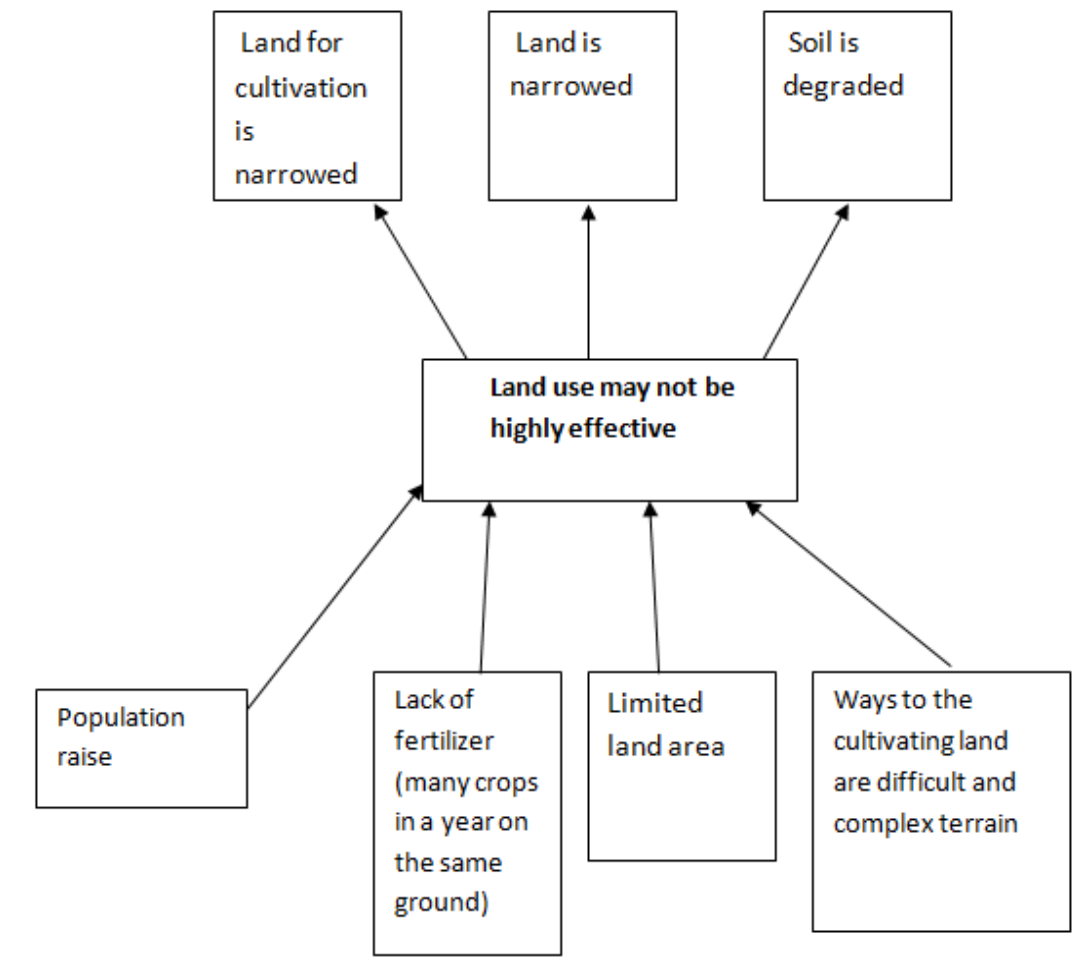 Land for
cultivation
is
narrowed
Land is
narrowed
Soil is
degraded
Land use may not be
highly effective
Population
raise
Lack of
fertilizer
(many crops
in a year on
the same
ground)
Limited
land area
Ways to the
cultivating land
are difficult and
complex terrain